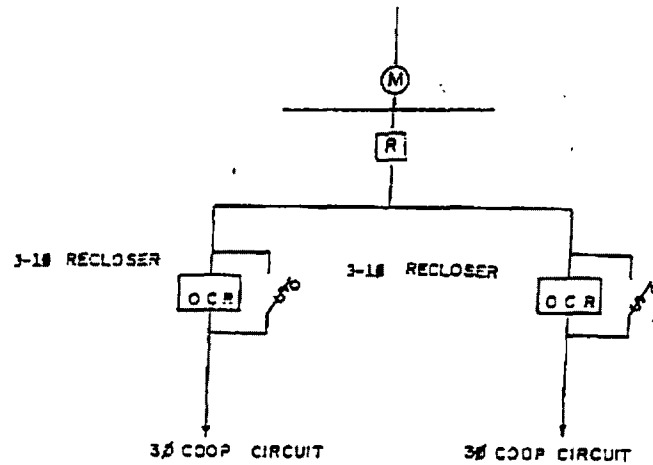 M
R
3-1Ø RECLOSER
3-1Ø RECLOSER
OCR
OCR
3Ø COOP CIRCUIT
3Ø COOP CIRCUIT